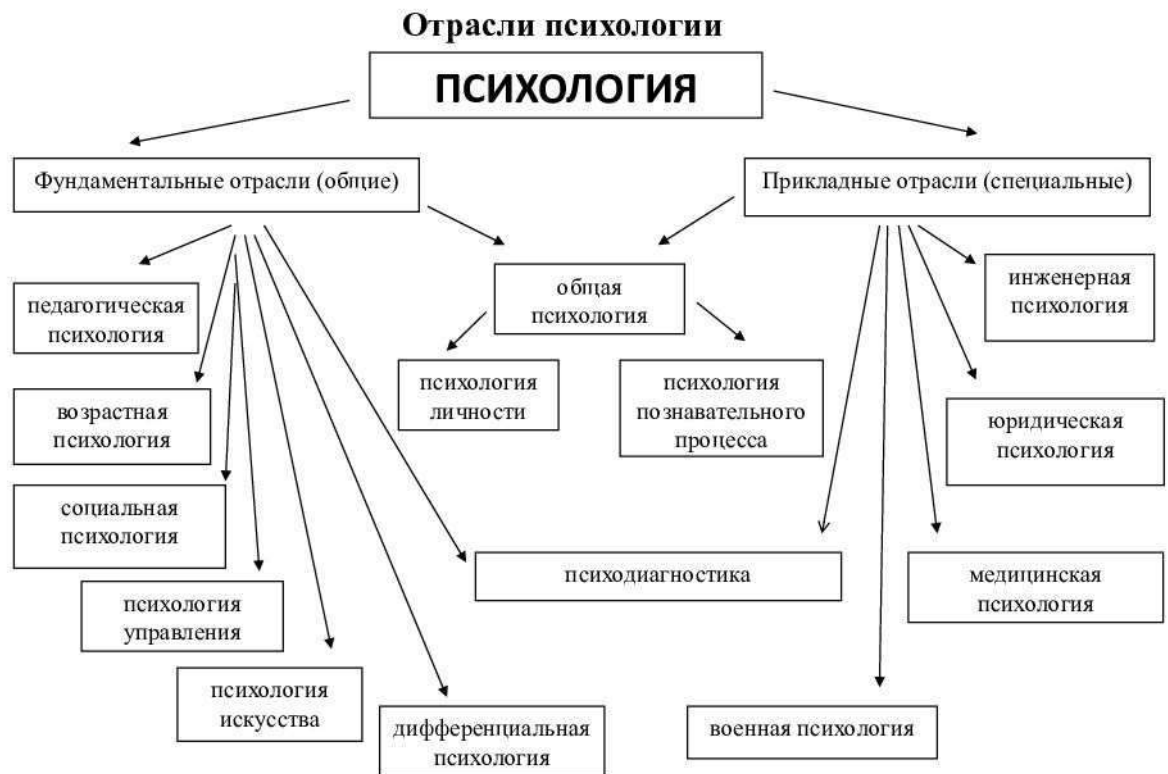 Отрасли психологии
ПСИХОЛОГИЯ
Фундаментальные отрасли (общие)
Прикладные отрасли (специальные)
педагогическая
психология
общая
психология
инженерная
психология
возрастная
психология
психология
личности
психология
познавательного
процесса
юридическая
психология
социальная
психология
психодиагностика
медицинская
психология
психология
управления
психология
искусства
дифференциальная
психология
военная психология